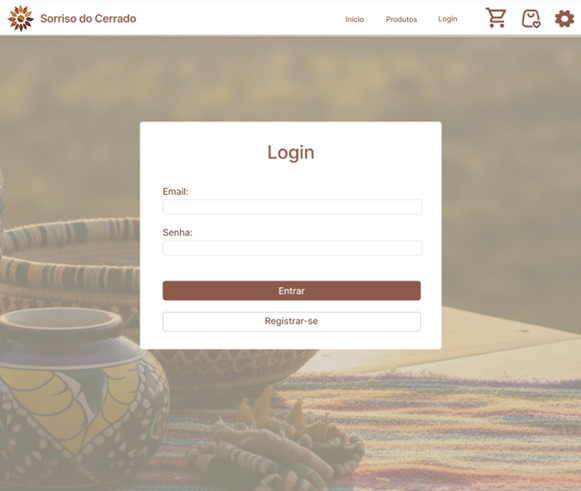 Sorriso do Cerrado
Início Produtos Login
Login
Email:
Senha:
Entrar
Registrar-se